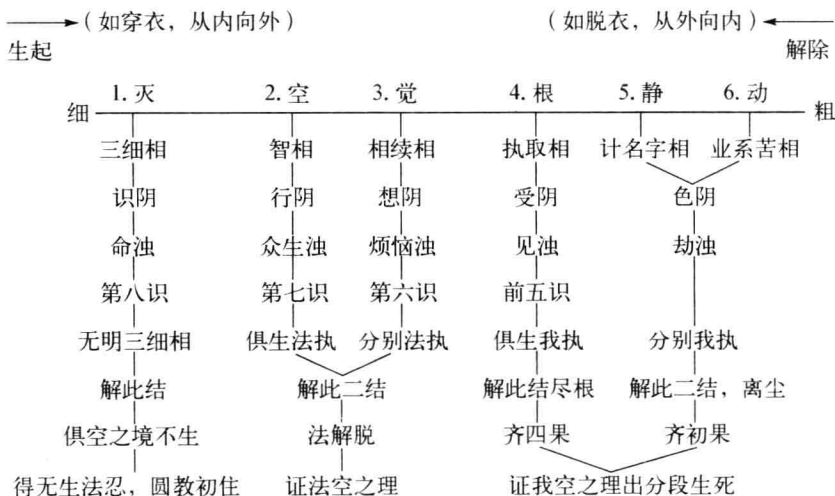 （如穿衣，从内向外） （如脱衣，从外向内）
生起 解除
1. 灭 2. 空 3. 觉 4. 根 5. 静 6. 动
细 粗
三细相 智相 相续相 执取相 计名字相 业系苦相
识阴 行阴 想阴 受阴 色阴
命浊 众生浊 烦恼浊 见浊 劫浊
第八识 第七识 第六识 前五识
无明三细相 俱生法执 分别法执 俱生我执 分别我执
解此结 解此二结 解此结尽根 解此二结，离尘
俱空之境不生 法解脱 齐四果 齐初果
得无生法忍，圆教初住 证法空之理 证我空之理出分段生死